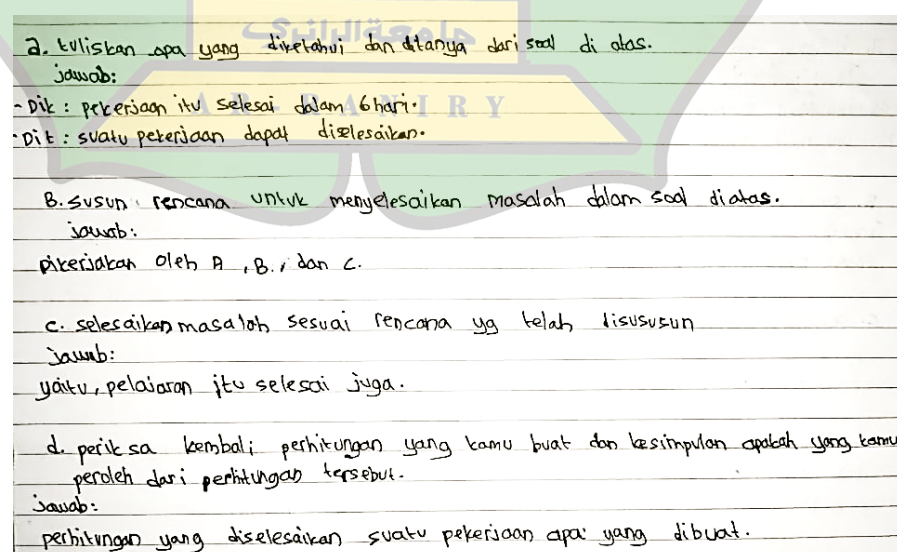 جامعة الرانري
A R - R A N I R Y
a. tuliskan apa yang diketahui dan ditanya dari soal di atas.
jawab:
- Dik : pekerjaan itu selesai dalam 6 hari.
- Dit : suatu pekerjaan dapat diselesaikan.
B. susun rencana untuk menyelesaikan masalah dalam soal diatas.
jawab:
dikerjakan oleh A , B , dan C.
c. selesaikan masalah sesuai rencana yg telah disususun
jawab:
yaitu, pelajaran itu selesai juga.
d. periksa kembali perhitungan yang kamu buat dan kesimpulan apakah yang kamu
peroleh dari perhitungan tersebut.
jawab:
perhitungan yang diselesaikan suatu pekerjaan apa yang dibuat.